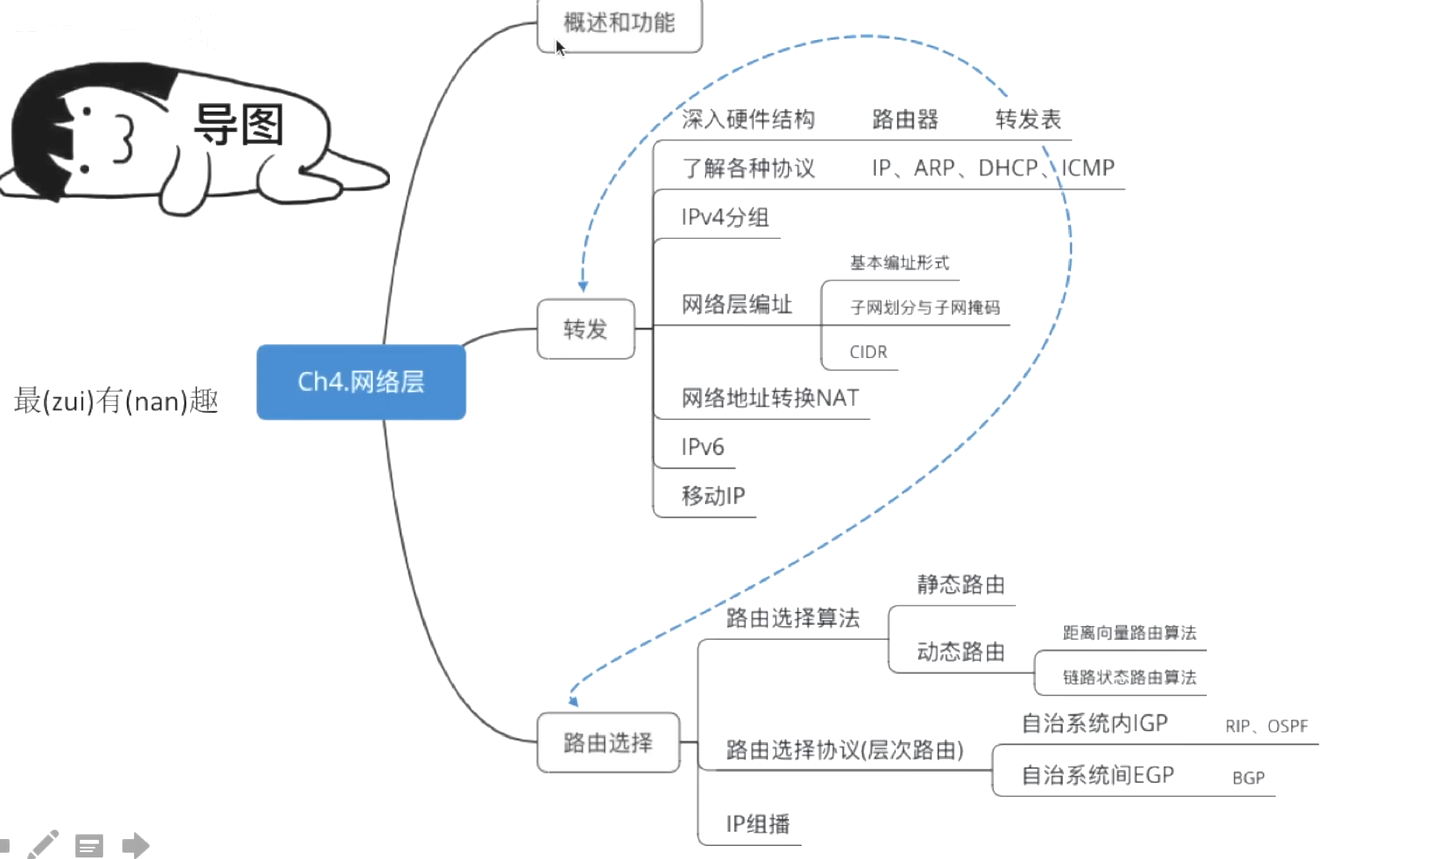 概述和功能
导图
深入硬件结构 路由器 转发表
了解各种协议 IP、ARP、DHCP、ICMP
IPv4分组
基本编址形式
网络层编址
子网划分与子网掩码
CIDR
转发
Ch4.网络层
最(zui)有(nan)趣
网络地址转换NAT
IPv6
移动IP
静态路由
路由选择算法
动态路由
距离向量路由算法
链路状态路由算法
路由选择
自治系统内IGP RIP、OSPF
路由选择协议(层次路由)
自治系统间EGP BGP
IP组播